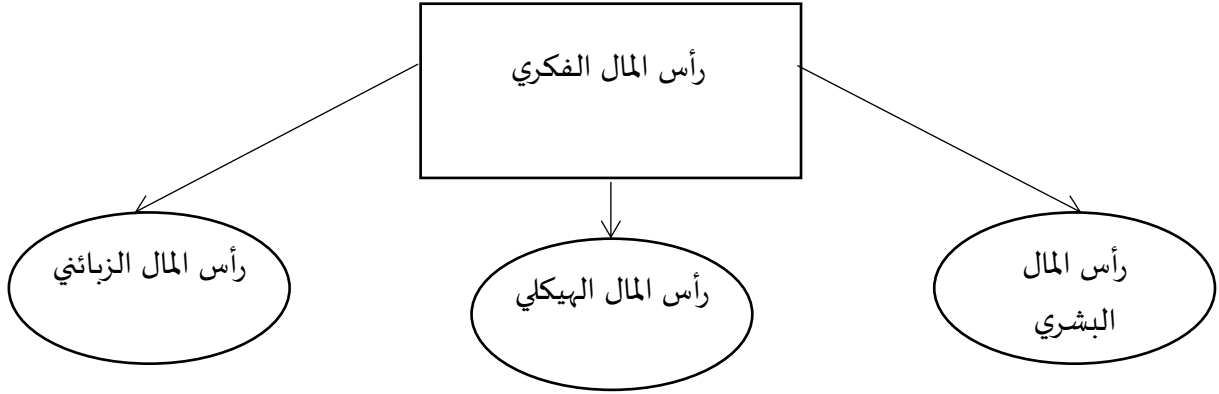 رأس المال الفكري
رأس المال
البشري
رأس المال الهيكلي
رأس المال الزبائني